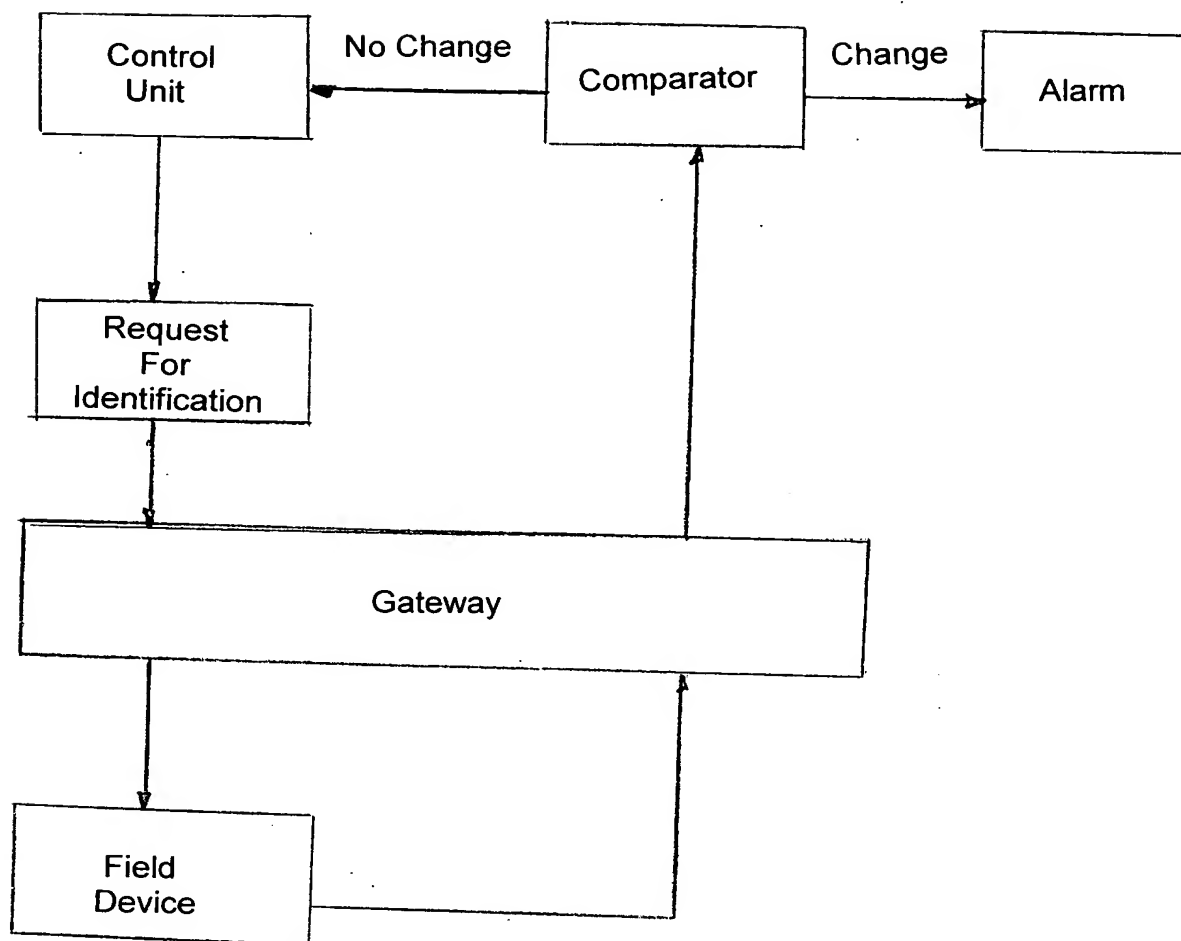 Control
Unit
No Change
Comparator
Change
Alarm
Request
For
Identification
Gateway
Field
Device